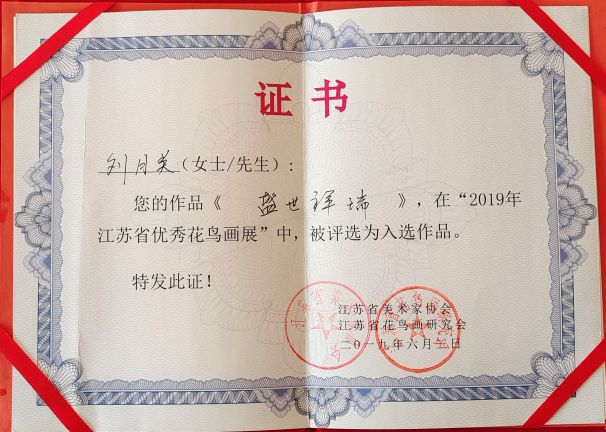 证书
刘月英（女士/先生）:
您的作品《 盛世祥瑞 》, 在“2019年
江苏省优秀花鸟画展”中, 被评选为入选作品。
特发此证!
江苏省美术家协会
江苏省花鸟画研究会
二〇一九年六月